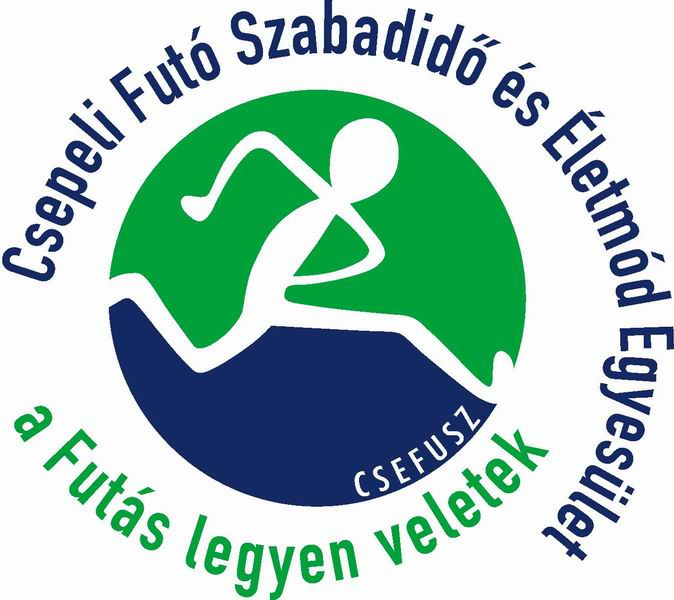 Csepeli Futó Szabadidő és Életmód Egyesület
CSEFUSZ
a Futás legyen veletek